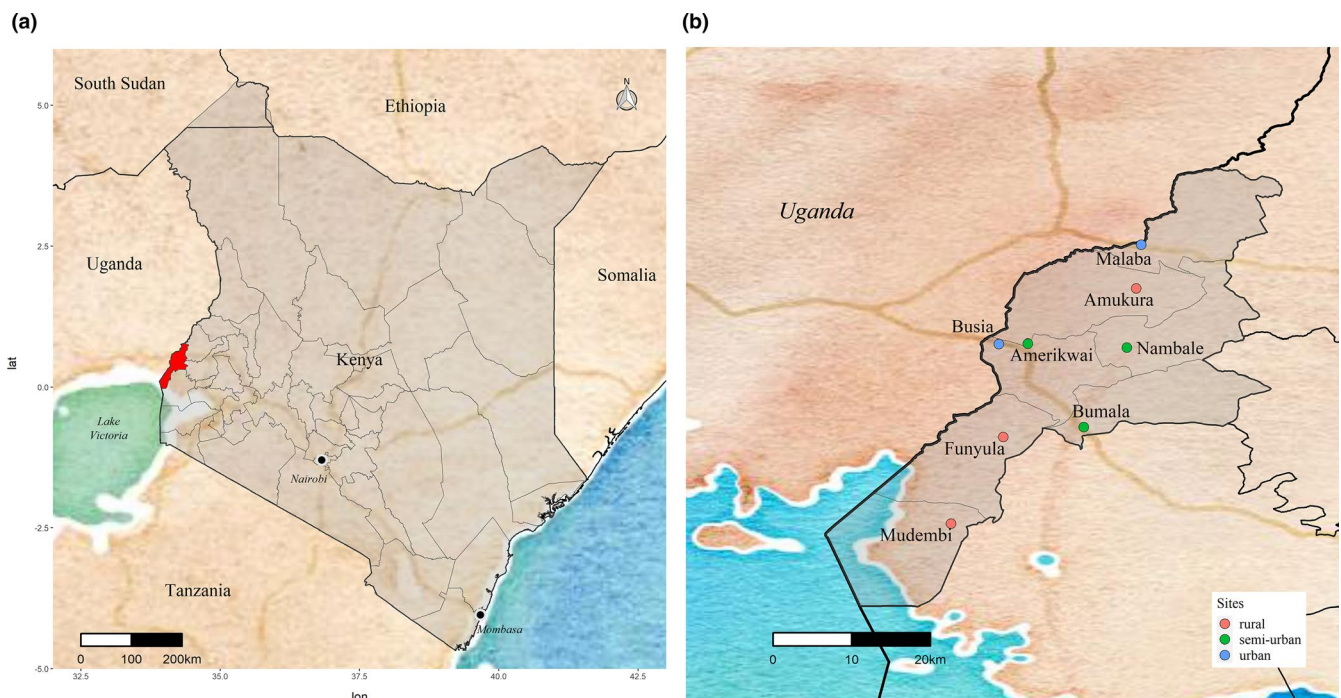 (a)
South Sudan
Ethiopia
N
5.0
2.5
0.0
-2.5
-5.0
lat
Uganda
Somalia
Kenya
Lake
Victoria
Nairobi
Tanzania
Mombasa
0 100 200km
32.5 35.0 37.5 40.0 42.5
lon
(b)
Uganda
Malaba
Amukura
Busia
Amerikwai
Nambale
Bumala
Funyula
Mudembi
0 10 20km
Sites
rural
semi-urban
urban